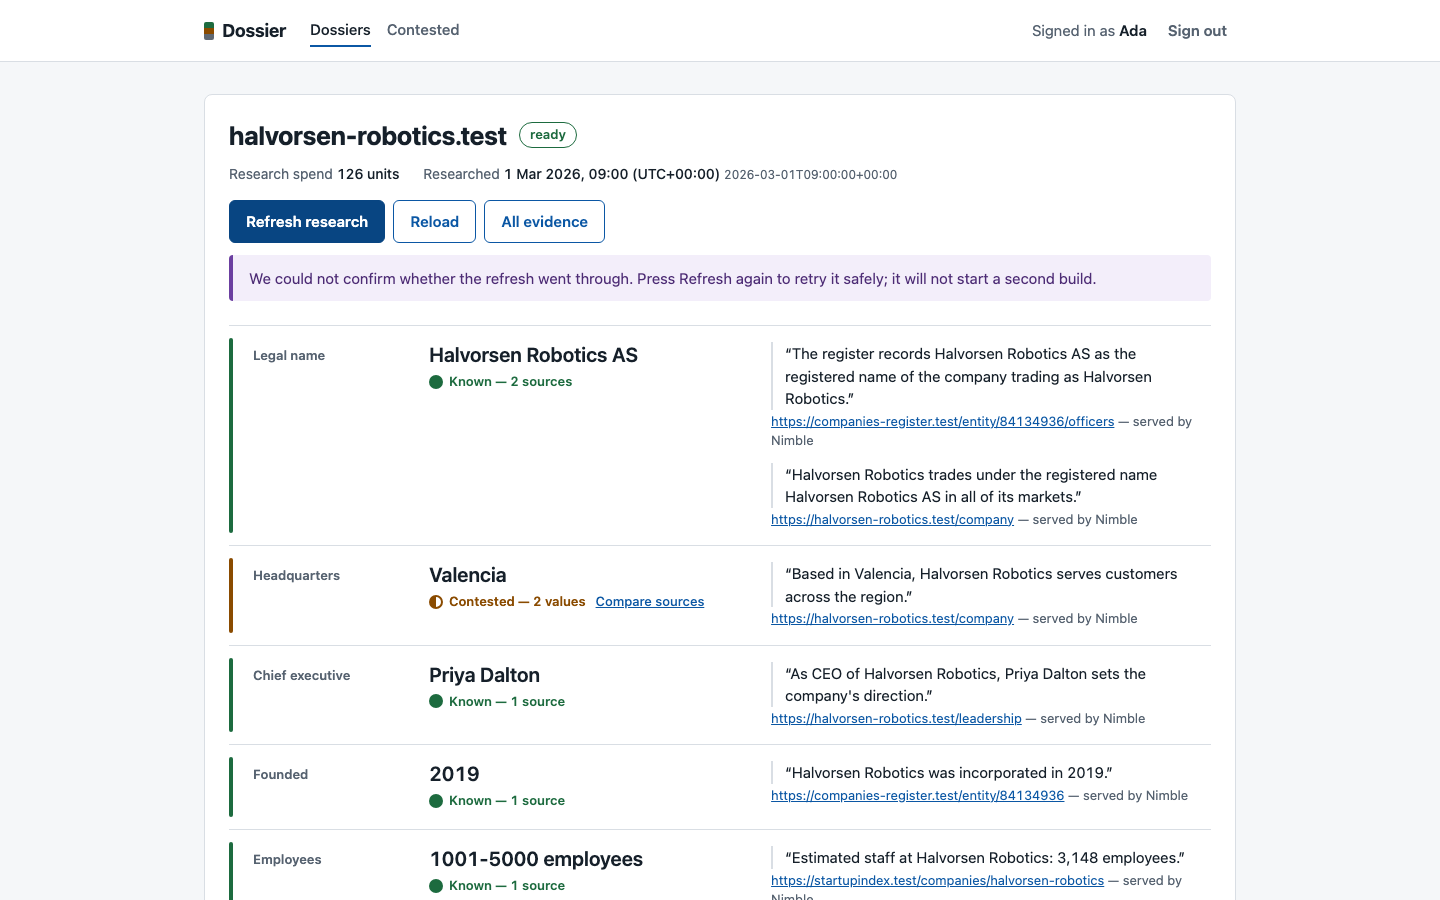 Dossier
Dossiers
Contested
Signed in as Ada
Sign out
halvorsen-robotics.test
ready
Research spend 126 units
Researched 1 Mar 2026, 09:00 (UTC+00:00) 2026-03-01T09:00:00+00:00
Refresh research
Reload
All evidence
We could not confirm whether the refresh went through. Press Refresh again to retry it safely; it will not start a second build.
Legal name
Halvorsen Robotics AS
Known — 2 sources
“The register records Halvorsen Robotics AS as the
registered name of the company trading as Halvorsen
Robotics.”
https://companies-register.test/entity/84134936/officers — served by
Nimble
“Halvorsen Robotics trades under the registered name
Halvorsen Robotics AS in all of its markets.”
https://halvorsen-robotics.test/company — served by Nimble
Headquarters
Valencia
Contested — 2 values
Compare sources
“Based in Valencia, Halvorsen Robotics serves customers
across the region.”
https://halvorsen-robotics.test/company — served by Nimble
Chief executive
Priya Dalton
Known — 1 source
“As CEO of Halvorsen Robotics, Priya Dalton sets the
company's direction.”
https://halvorsen-robotics.test/leadership — served by Nimble
Founded
2019
Known — 1 source
“Halvorsen Robotics was incorporated in 2019.”
https://companies-register.test/entity/84134936 — served by Nimble
Employees
1001-5000 employees
Known — 1 source
“Estimated staff at Halvorsen Robotics: 3,148 employees.”
https://startupindex.test/companies/halvorsen-robotics — served by
Nimble